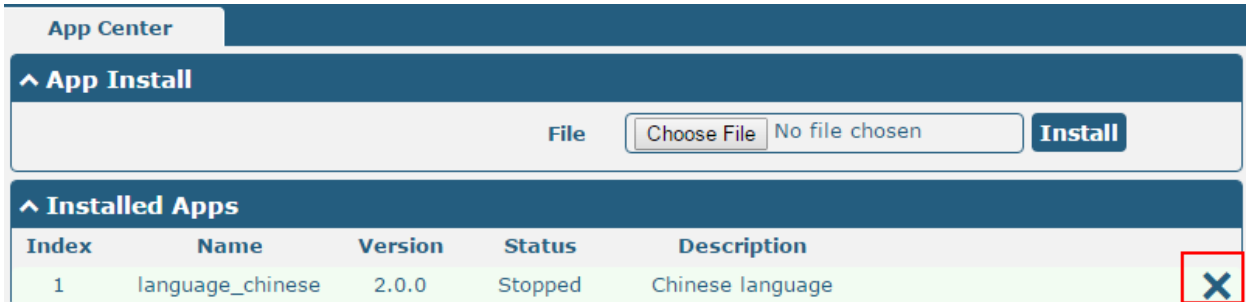 App Center
App Install
File Choose File No file chosen Install
Installed Apps
Index Name Version Status Description
1 language_chinese 2.0.0 Stopped Chinese language